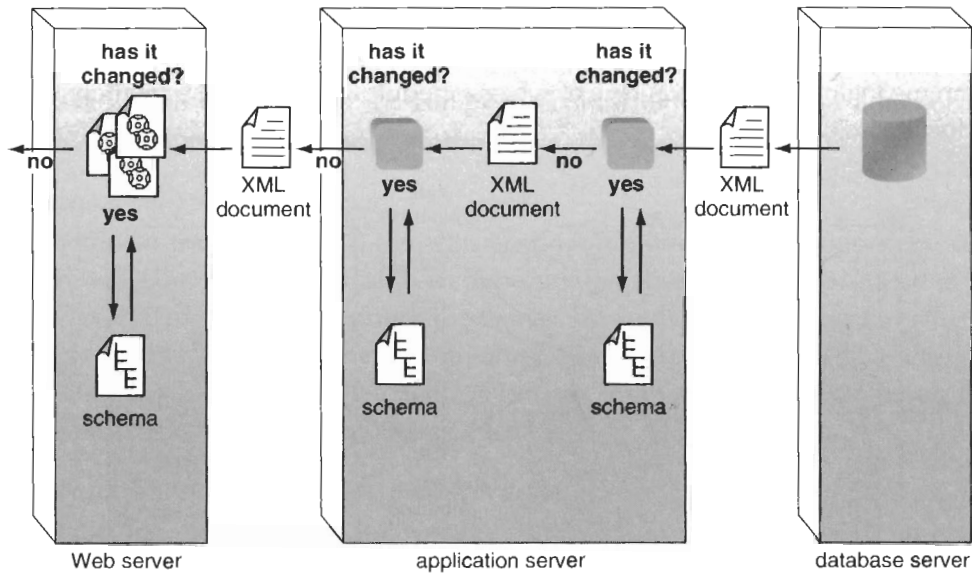 has it
changed?
has it
changed?
has it
changed?
no
yes
XML
document
no
yes
XML
document
no
yes
XML
document
schema
schema
schema
Web server
application server
database server